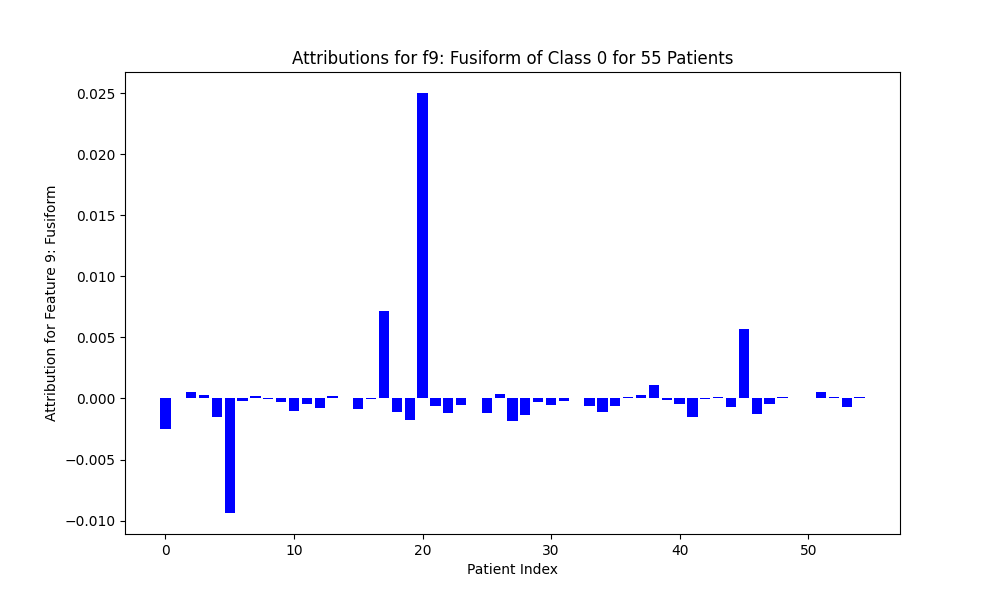 Attributions for f9: Fusiform of Class 0 for 55 Patients
Attribution for Feature 9: Fusiform
0.025
0.020
0.015
0.010
0.005
0.000
−0.005
−0.010
0 10 20 30 40 50
Patient Index